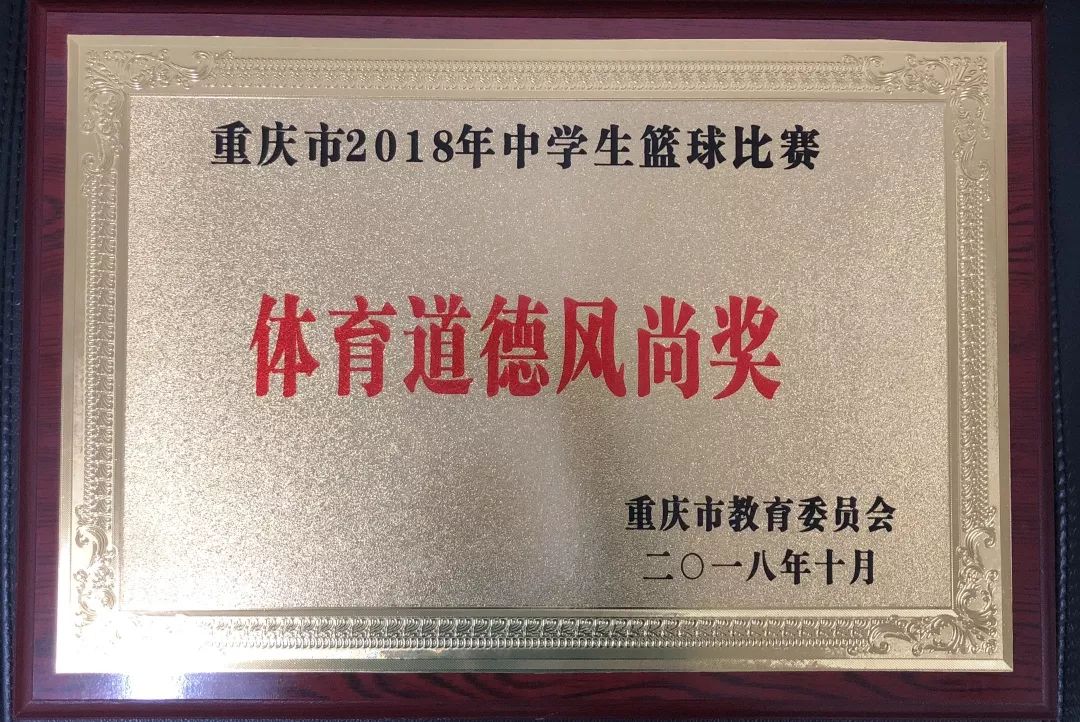 重庆市2018年中学生篮球比赛
体育道德风尚奖
重庆市教育委员会
二〇一八年十月